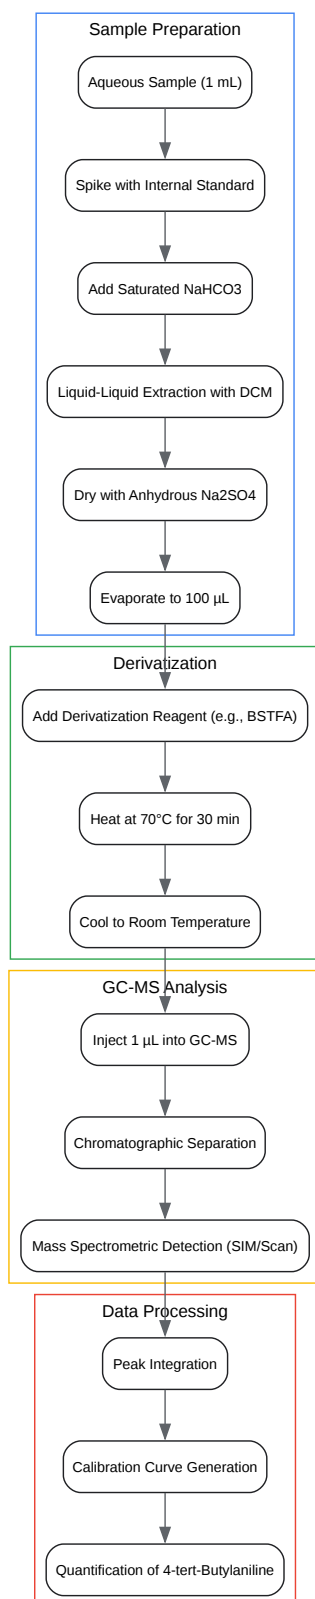 Sample Preparation
Aqueous Sample (1 mL)
Spike with Internal Standard
Add Saturated NaHCO3
Liquid-Liquid Extraction with DCM
Dry with Anhydrous Na2SO4
Evaporate to 100 µL
Derivatization
Add Derivatization Reagent (e.g., BSTFA)
Heat at 70°C for 30 min
Cool to Room Temperature
GC-MS Analysis
Inject 1 µL into GC-MS
Chromatographic Separation
Mass Spectrometric Detection (SIM/Scan)
Data Processing
Peak Integration
Calibration Curve Generation
Quantification of 4-tert-Butylaniline